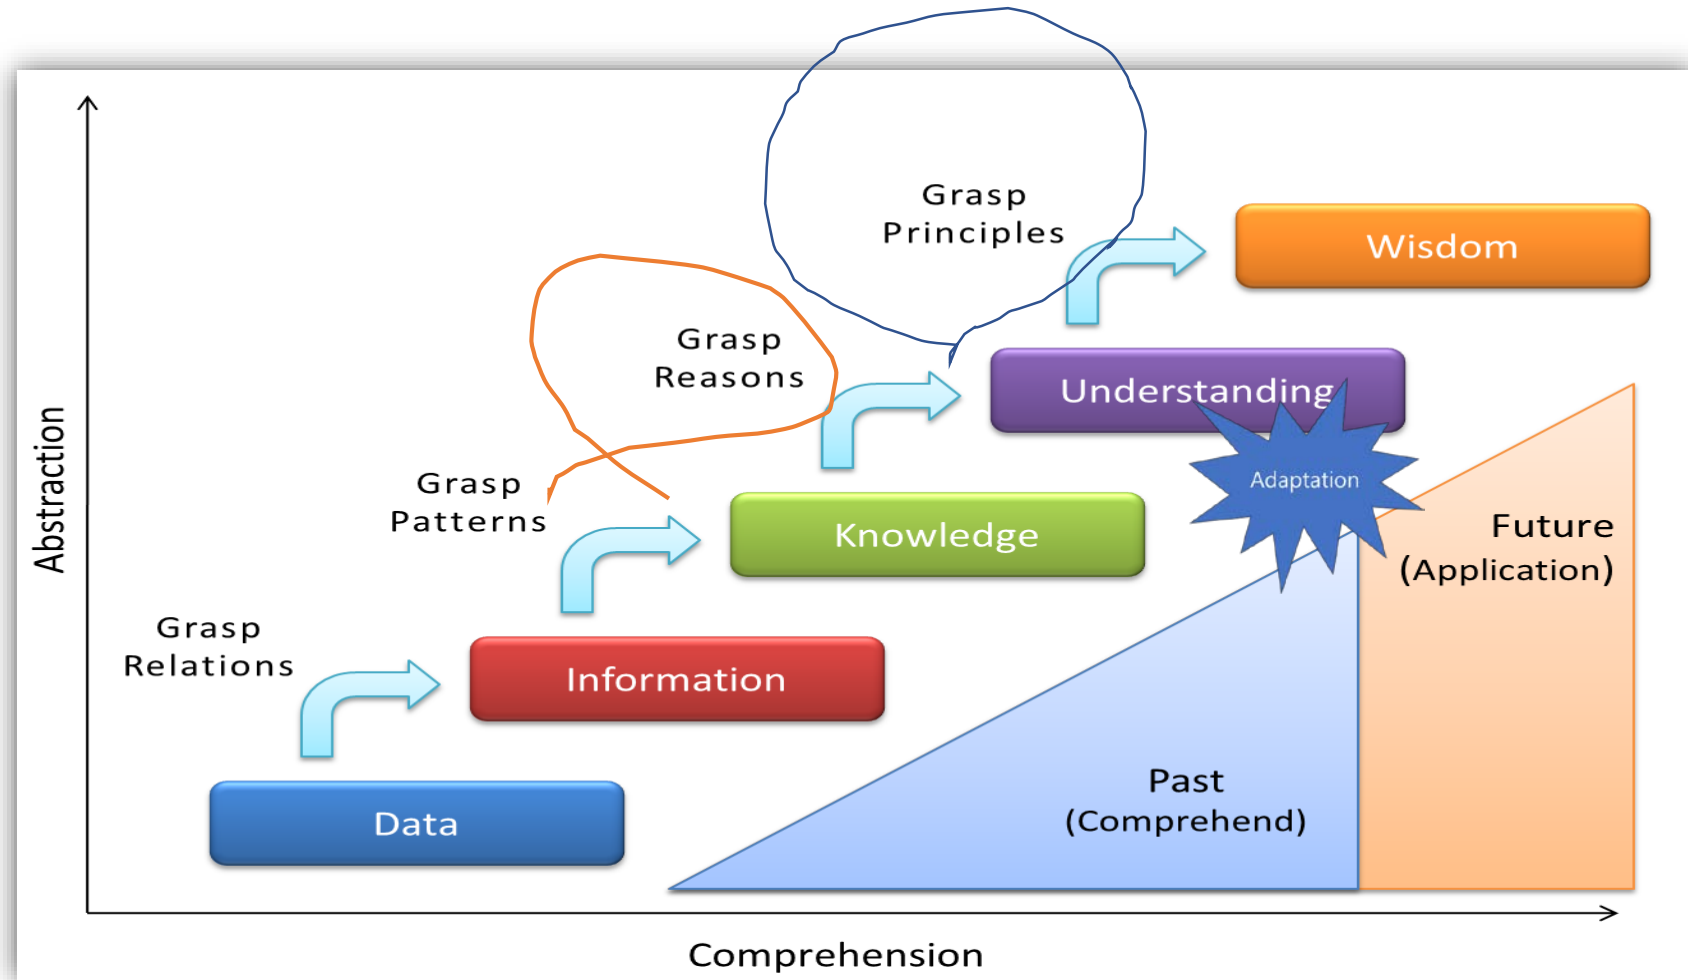 Grasp
Principles
Wisdom
Grasp
Reasons
Understanding
Grasp
Patterns
Adaptation
Knowledge
Future
(Application)
Grasp
Relations
Information
Past
(Comprehend)
Data
Abstraction
Comprehension